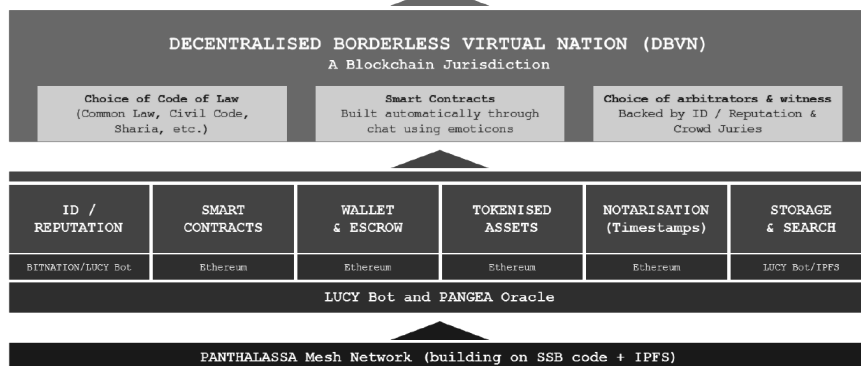 DECENTRALISED BORDERLESS VIRTUAL NATION (DBVN)
A Blockchain Jurisdiction
Choice of Code of Law
(Common Law, Civil Code,
Sharia, etc.)
Smart Contracts
Built automatically through
chat using emoticons
Choice of arbitrators & witness
Backed by ID / Reputation &
Crowd Juries
ID /
REPUTATION
SMART
CONTRACTS
WALLET
& ESCROW
TOKENISED
ASSETS
NOTARISATION
(Timestamps)
STORAGE
& SEARCH
BITNATION/LUCY Bot
Ethereum
Ethereum
Ethereum
Ethereum
LUCY Bot/IPFS
LUCY Bot and PANGEA Oracle
PANTHALASSA Mesh Network (building on SSB code + IPFS)